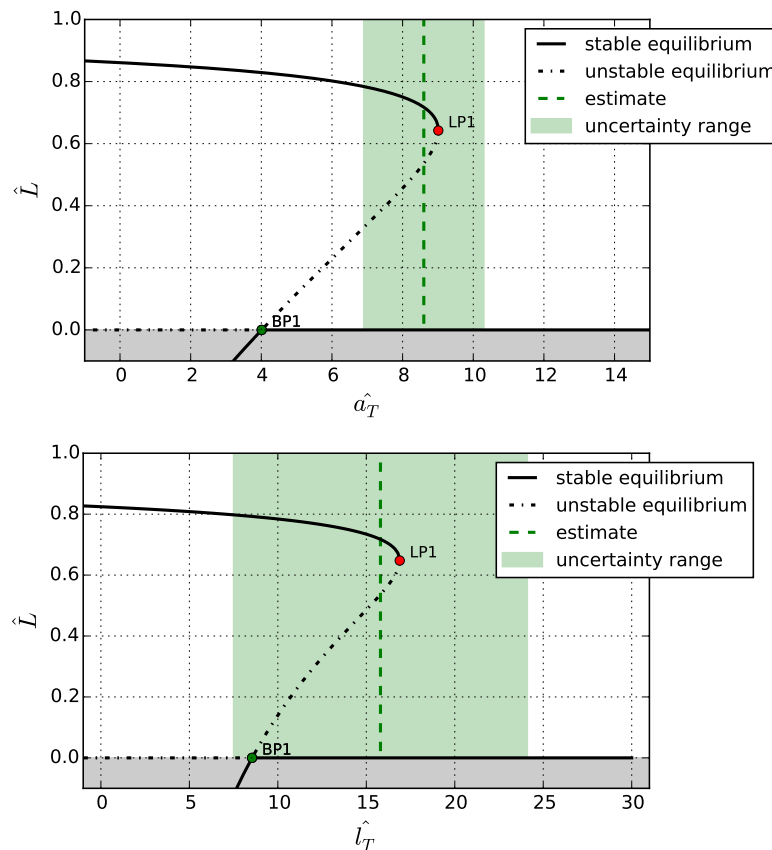 1.0
stable equilibrium
unstable equilibrium
estimate
uncertainty range
0.8
LP1
0.6
L̂
0.4
0.2
0.0
BP1
0 2 4 6 8 10 12 14
a_T̂
1.0
stable equilibrium
unstable equilibrium
estimate
uncertainty range
0.8
LP1
0.6
L̂
0.4
0.2
0.0
BP1
0 5 10 15 20 25 30
l_T̂